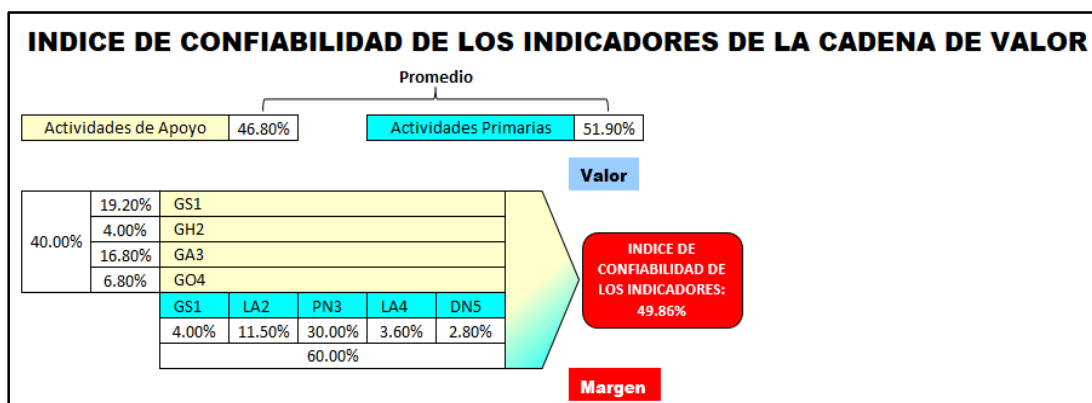 INDICE DE CONFIABILIDAD DE LOS INDICADORES DE LA CADENA DE VALOR
Promedio
Actividades de Apoyo 46.80% Actividades Primarias 51.90%
Valor
40.00%
19.20% GS1
4.00% GH2
16.80% GA3
6.80% GO4
GS1 LA2 PN3 LA4 DN5
4.00% 11.50% 30.00% 3.60% 2.80%
60.00%
INDICE DE
CONFIABILIDAD DE
LOS INDICADORES:
49.86%
Margen